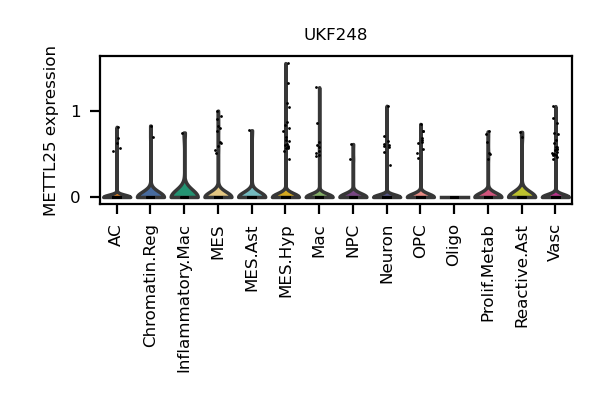 UKF248
METTL25 expression
1
0
AC
Chromatin.Reg
Inflammatory.Mac
MES
MES.Ast
MES.Hyp
Mac
NPC
Neuron
OPC
Oligo
Prolif.Metab
Reactive.Ast
Vasc